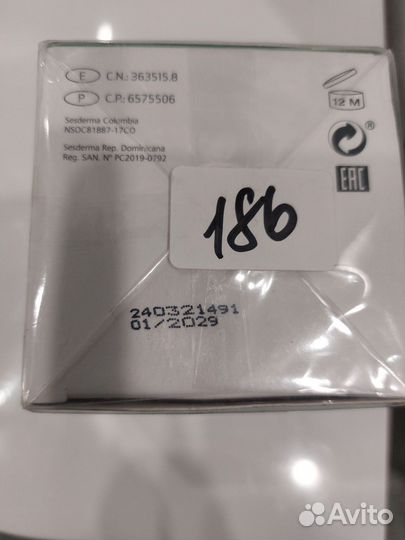 E C.N.: 363515.8
P C.P.: 6575506
Sesderma Colombia
NSOC81887-17CO
Sesderma Rep. Dominicana
Reg. SAN. N° PC2019-0792
12 M
®
EAC
186
240321491
01/2029
Avito